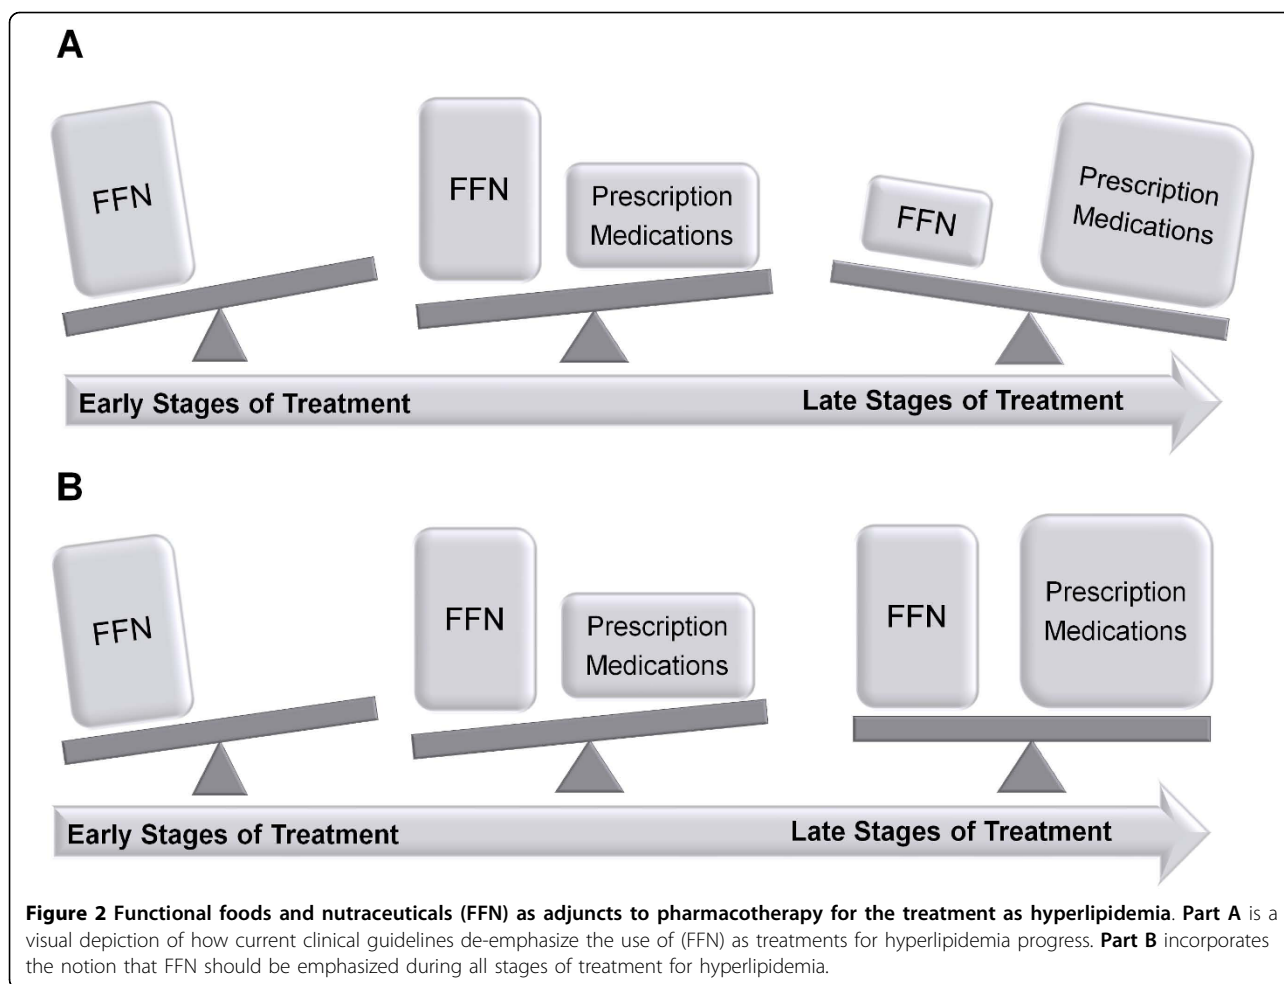 A
FFN
FFN
Prescription
Medications
FFN
Prescription
Medications
Early Stages of Treatment
Late Stages of Treatment
B
FFN
FFN
Prescription
Medications
FFN
Prescription
Medications
Early Stages of Treatment
Late Stages of Treatment
Figure 2 Functional foods and nutraceuticals (FFN) as adjuncts to pharmacotherapy for the treatment as hyperlipidemia. Part A is a
visual depiction of how current clinical guidelines de-emphasize the use of (FFN) as treatments for hyperlipidemia progress. Part B incorporates
the notion that FFN should be emphasized during all stages of treatment for hyperlipidemia.